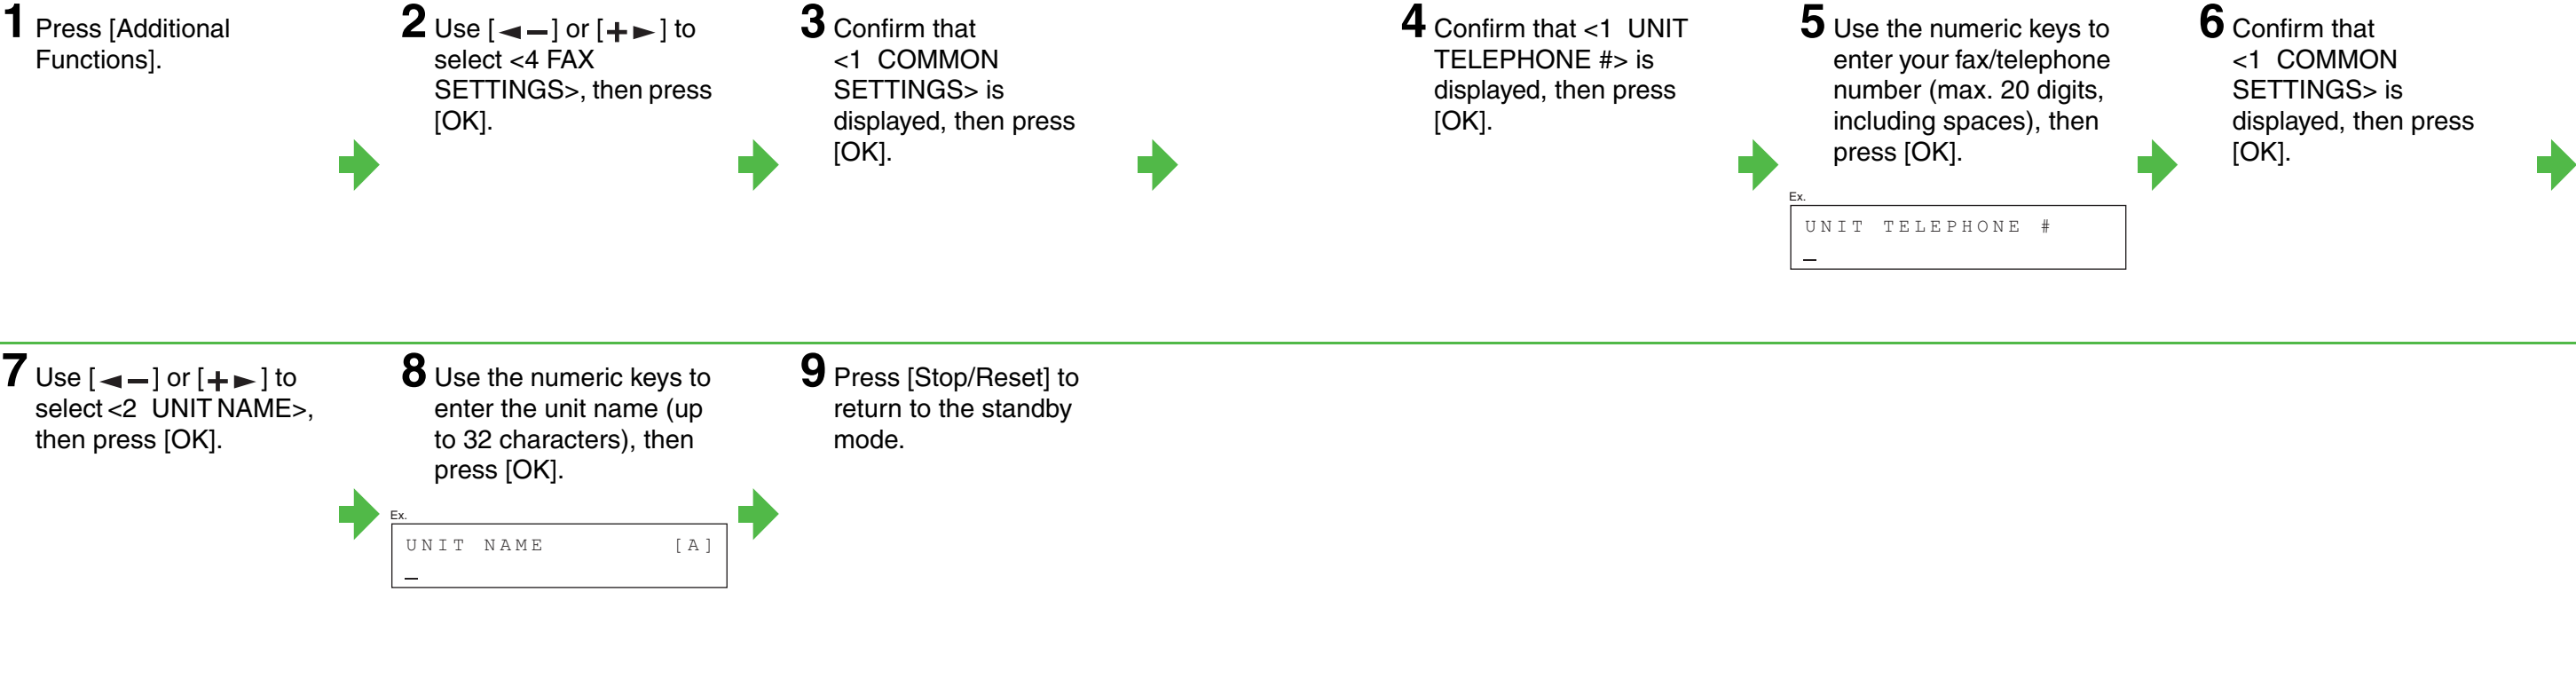 1 Press [Additional
Functions].
2 Use [◄−] or [+►] to
select <4 FAX
SETTINGS>, then press
[OK].
3 Confirm that
<1 COMMON
SETTINGS> is
displayed, then press
[OK].
4 Confirm that <1 UNIT
TELEPHONE #> is
displayed, then press
[OK].
5 Use the numeric keys to
enter your fax/telephone
number (max. 20 digits,
including spaces), then
press [OK].
Ex.
UNIT TELEPHONE #
_
6 Confirm that
<1 COMMON
SETTINGS> is
displayed, then press
[OK].
7 Use [◄−] or [+►] to
select <2 UNIT NAME>,
then press [OK].
8 Use the numeric keys to
enter the unit name (up
to 32 characters), then
press [OK].
Ex.
UNIT NAME [A]
_
9 Press [Stop/Reset] to
return to the standby
mode.